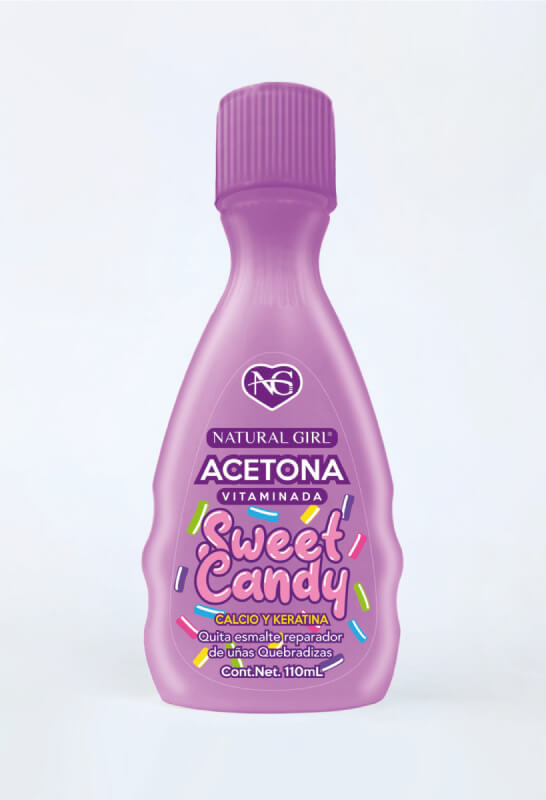 NG
NATURAL GIRL®
ACETONA
VITAMINADA
Sweet
Candy
CALCIO Y KERATINA
Quita esmalte reparador
de uñas Quebradizas
Cont.Net. 110mL